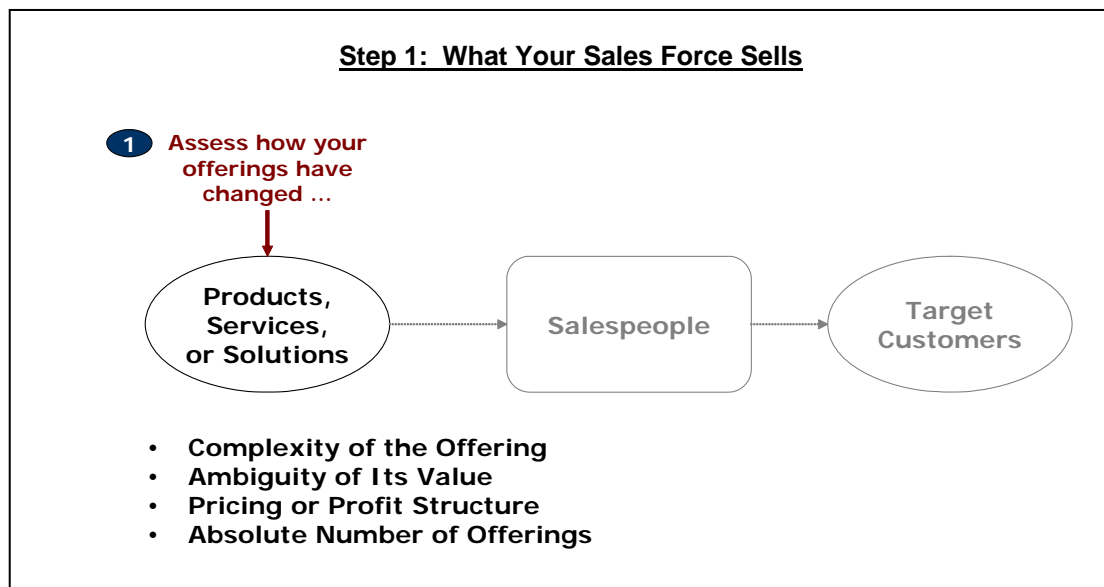 Step 1:  What Your Sales Force Sells
1
Assess how your
offerings have
changed ...
Products,
Services,
or Solutions
Salespeople
Target
Customers
• Complexity of the Offering
• Ambiguity of Its Value
• Pricing or Profit Structure
• Absolute Number of Offerings